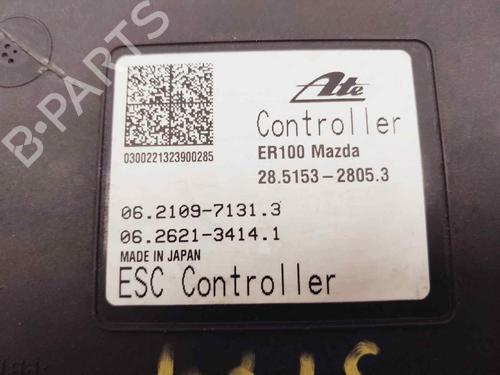 B-PARTS
Ate
Controller
0300221323900285
ER100 Mazda
28.5153-2805.3
06.2109-7131.3
06.2621-3414.1
MADE IN JAPAN
ESC Controller